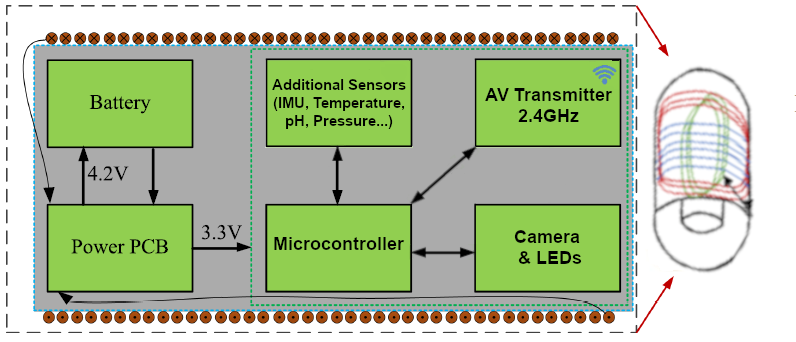 Battery
Additional Sensors
(IMU, Temperature,
pH, Pressure...)
AV Transmitter
2.4GHz
4.2V
Power PCB
3.3V
Microcontroller
Camera
& LEDs